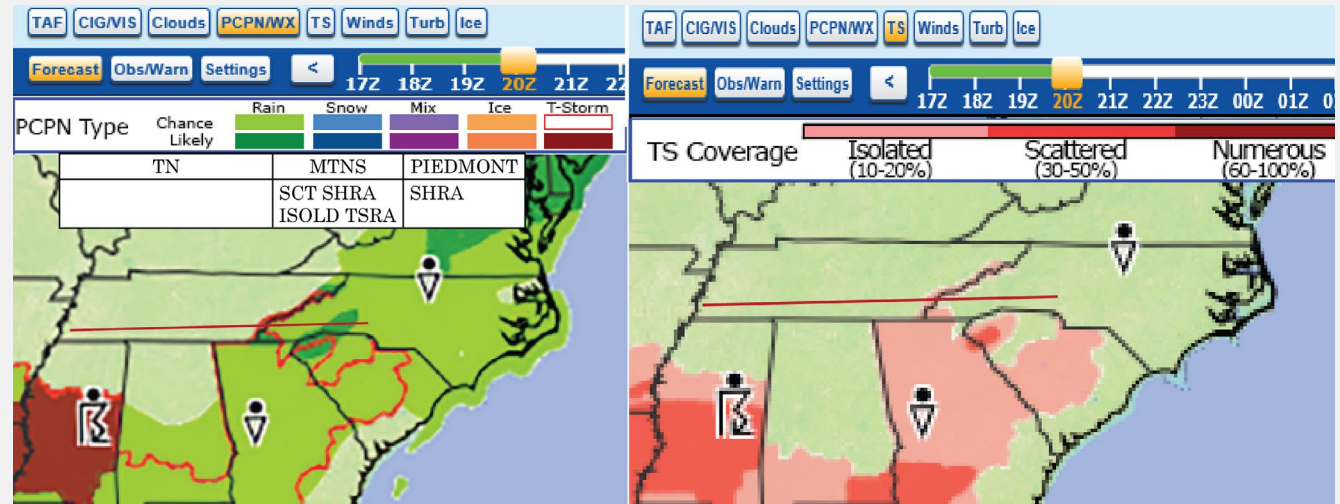 TAF CIG/VIS Clouds PCPN/WX TS Winds Turb Ice
Forecast Obs/Warn Settings <
17Z 18Z 19Z 20Z 21Z 22
Rain Snow Mix Ice T-Storm
PCPN Type Chance
Likely
TN MTNS PIEDMONT
SCT SHRA SHRA
ISOLD TSRA
TAF CIG/VIS Clouds PCPN/WX TS Winds Turb Ice
Forecast Obs/Warn Settings <
17Z 18Z 19Z 20Z 21Z 22Z 23Z 00Z 01Z 0
TS Coverage Isolated Scattered Numerous
(10-20%) (30-50%) (60-100%)